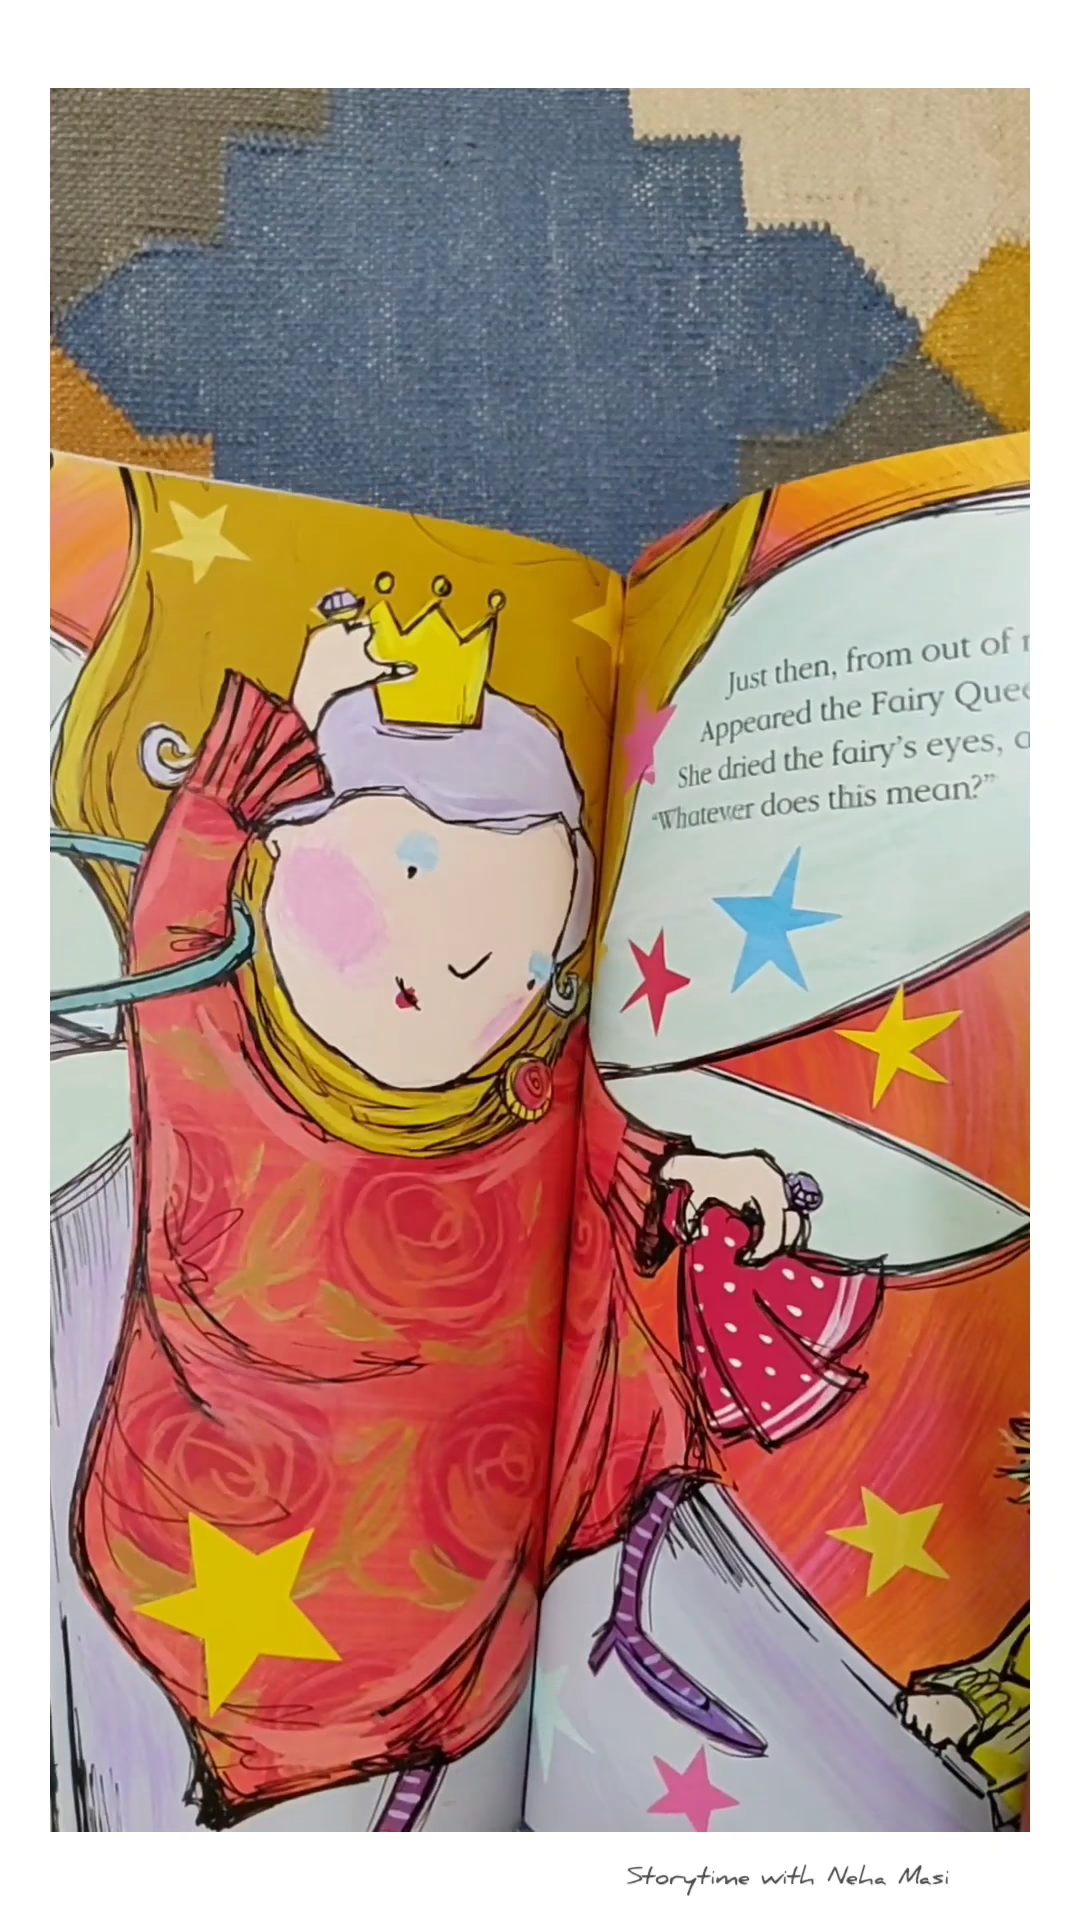 Just then, from out of
Appeared the Fairy
She dried the fairy's eyes,
"Whatever does this mean?"
Storytime with Neha Masi